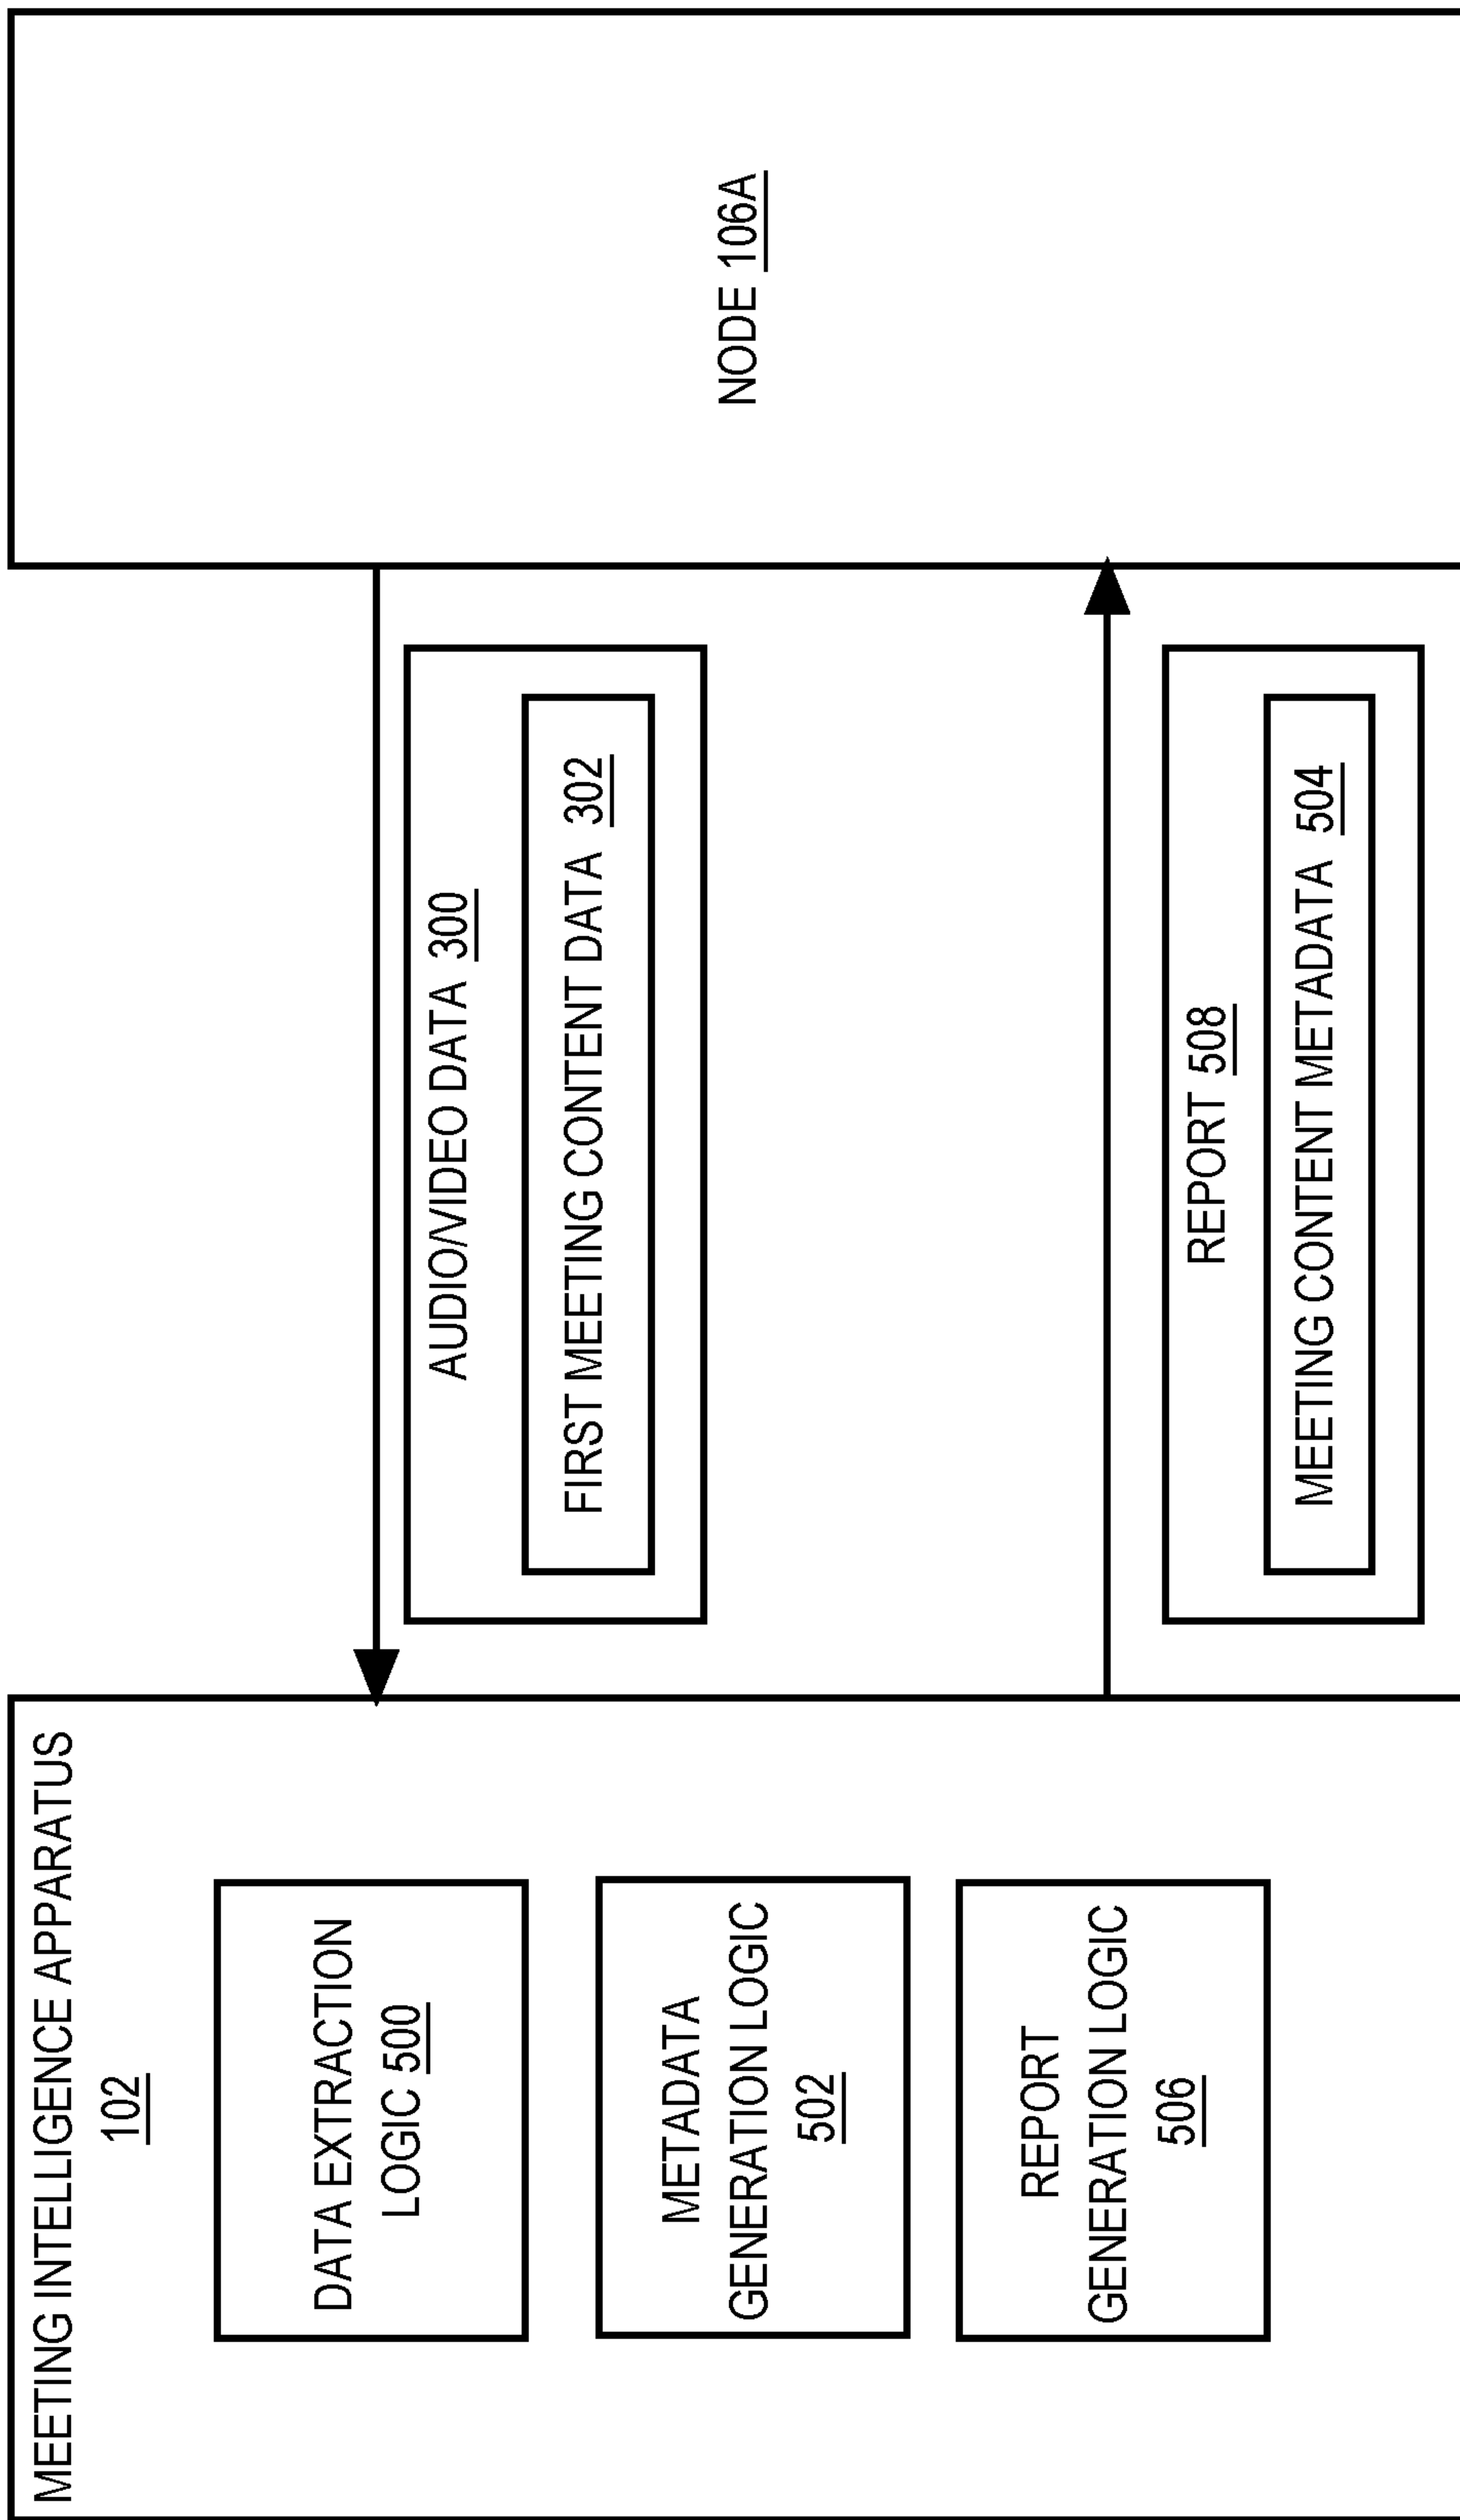 MEETING INTELLIGENCE APPARATUS
102
DATA EXTRACTION
LOGIC 500
METADATA
GENERATION LOGIC
502
REPORT
GENERATION LOGIC
506
AUDIO/VIDEO DATA 300
FIRST MEETING CONTENT DATA 302
REPORT 508
MEETING CONTENT METADATA 504
NODE 106A